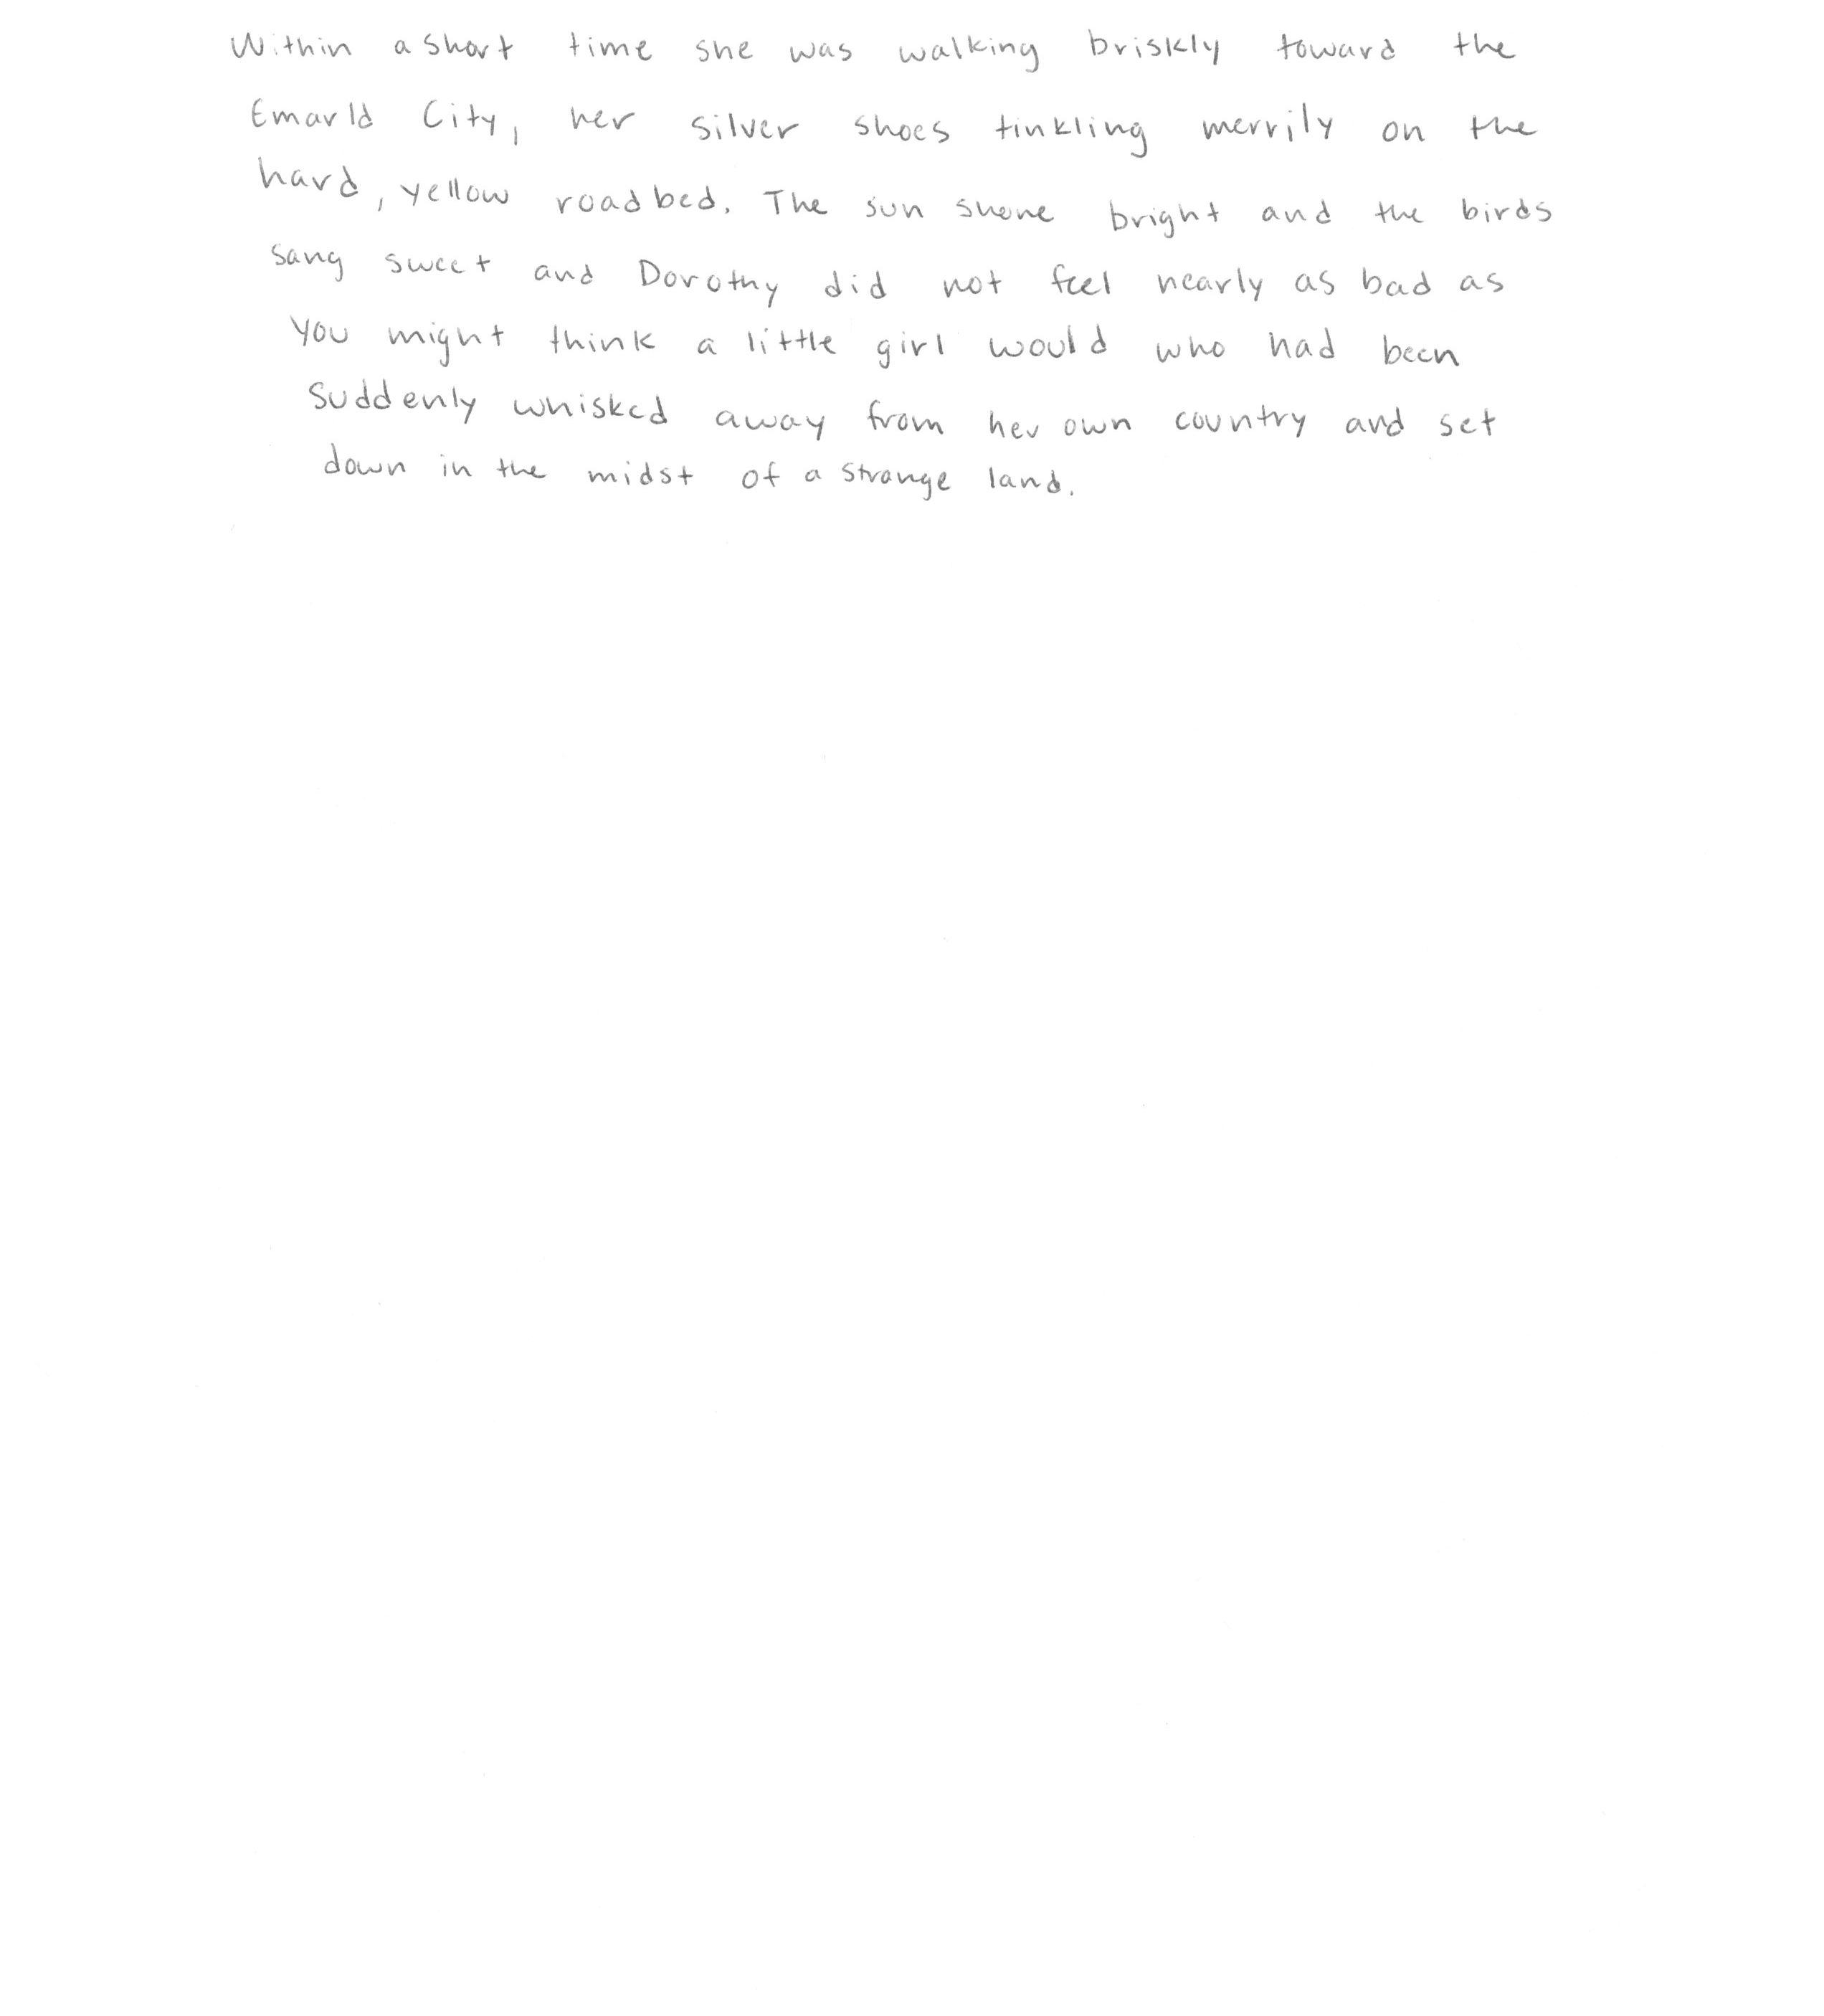 Within a short time she was walking briskly toward the
Emarld City, her silver shoes tinkling merrily on the
hard, yellow roadbed. The sun shone bright and the birds
sang sweet and Dorothy did not feel nearly as bad as
you might think a little girl would who had been
suddenly whisked away from her own country and set
down in the midst of a strange land.